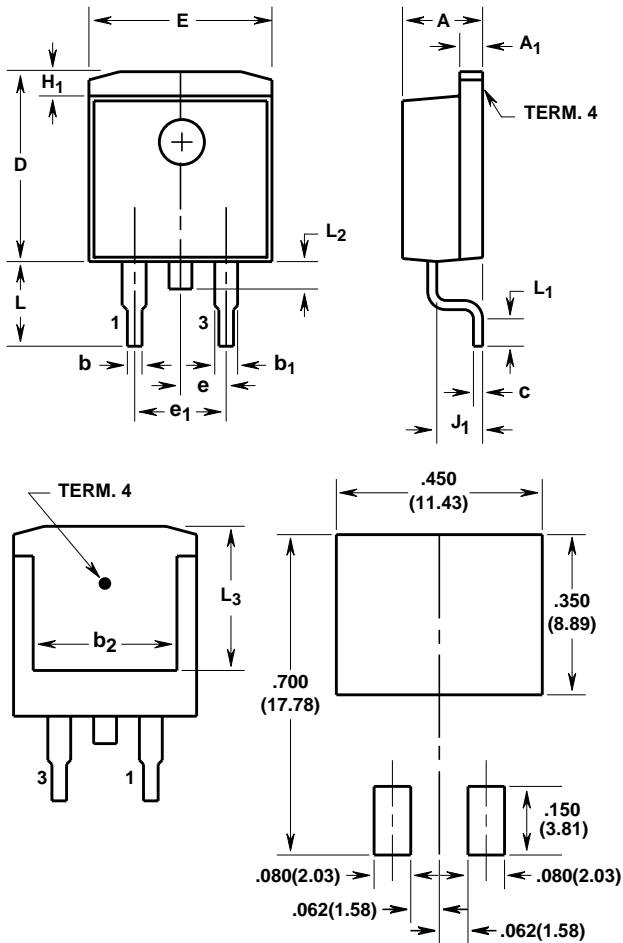 E
H1
D
L2
L
1
3
b
e
b1
e1
A
A1
TERM. 4
L1
c
J1
TERM. 4
L3
b2
3
1
.450
(11.43)
.350
(8.89)
.700
(17.78)
.150
(3.81)
.080(2.03)
.080(2.03)
.062(1.58)
.062(1.58)